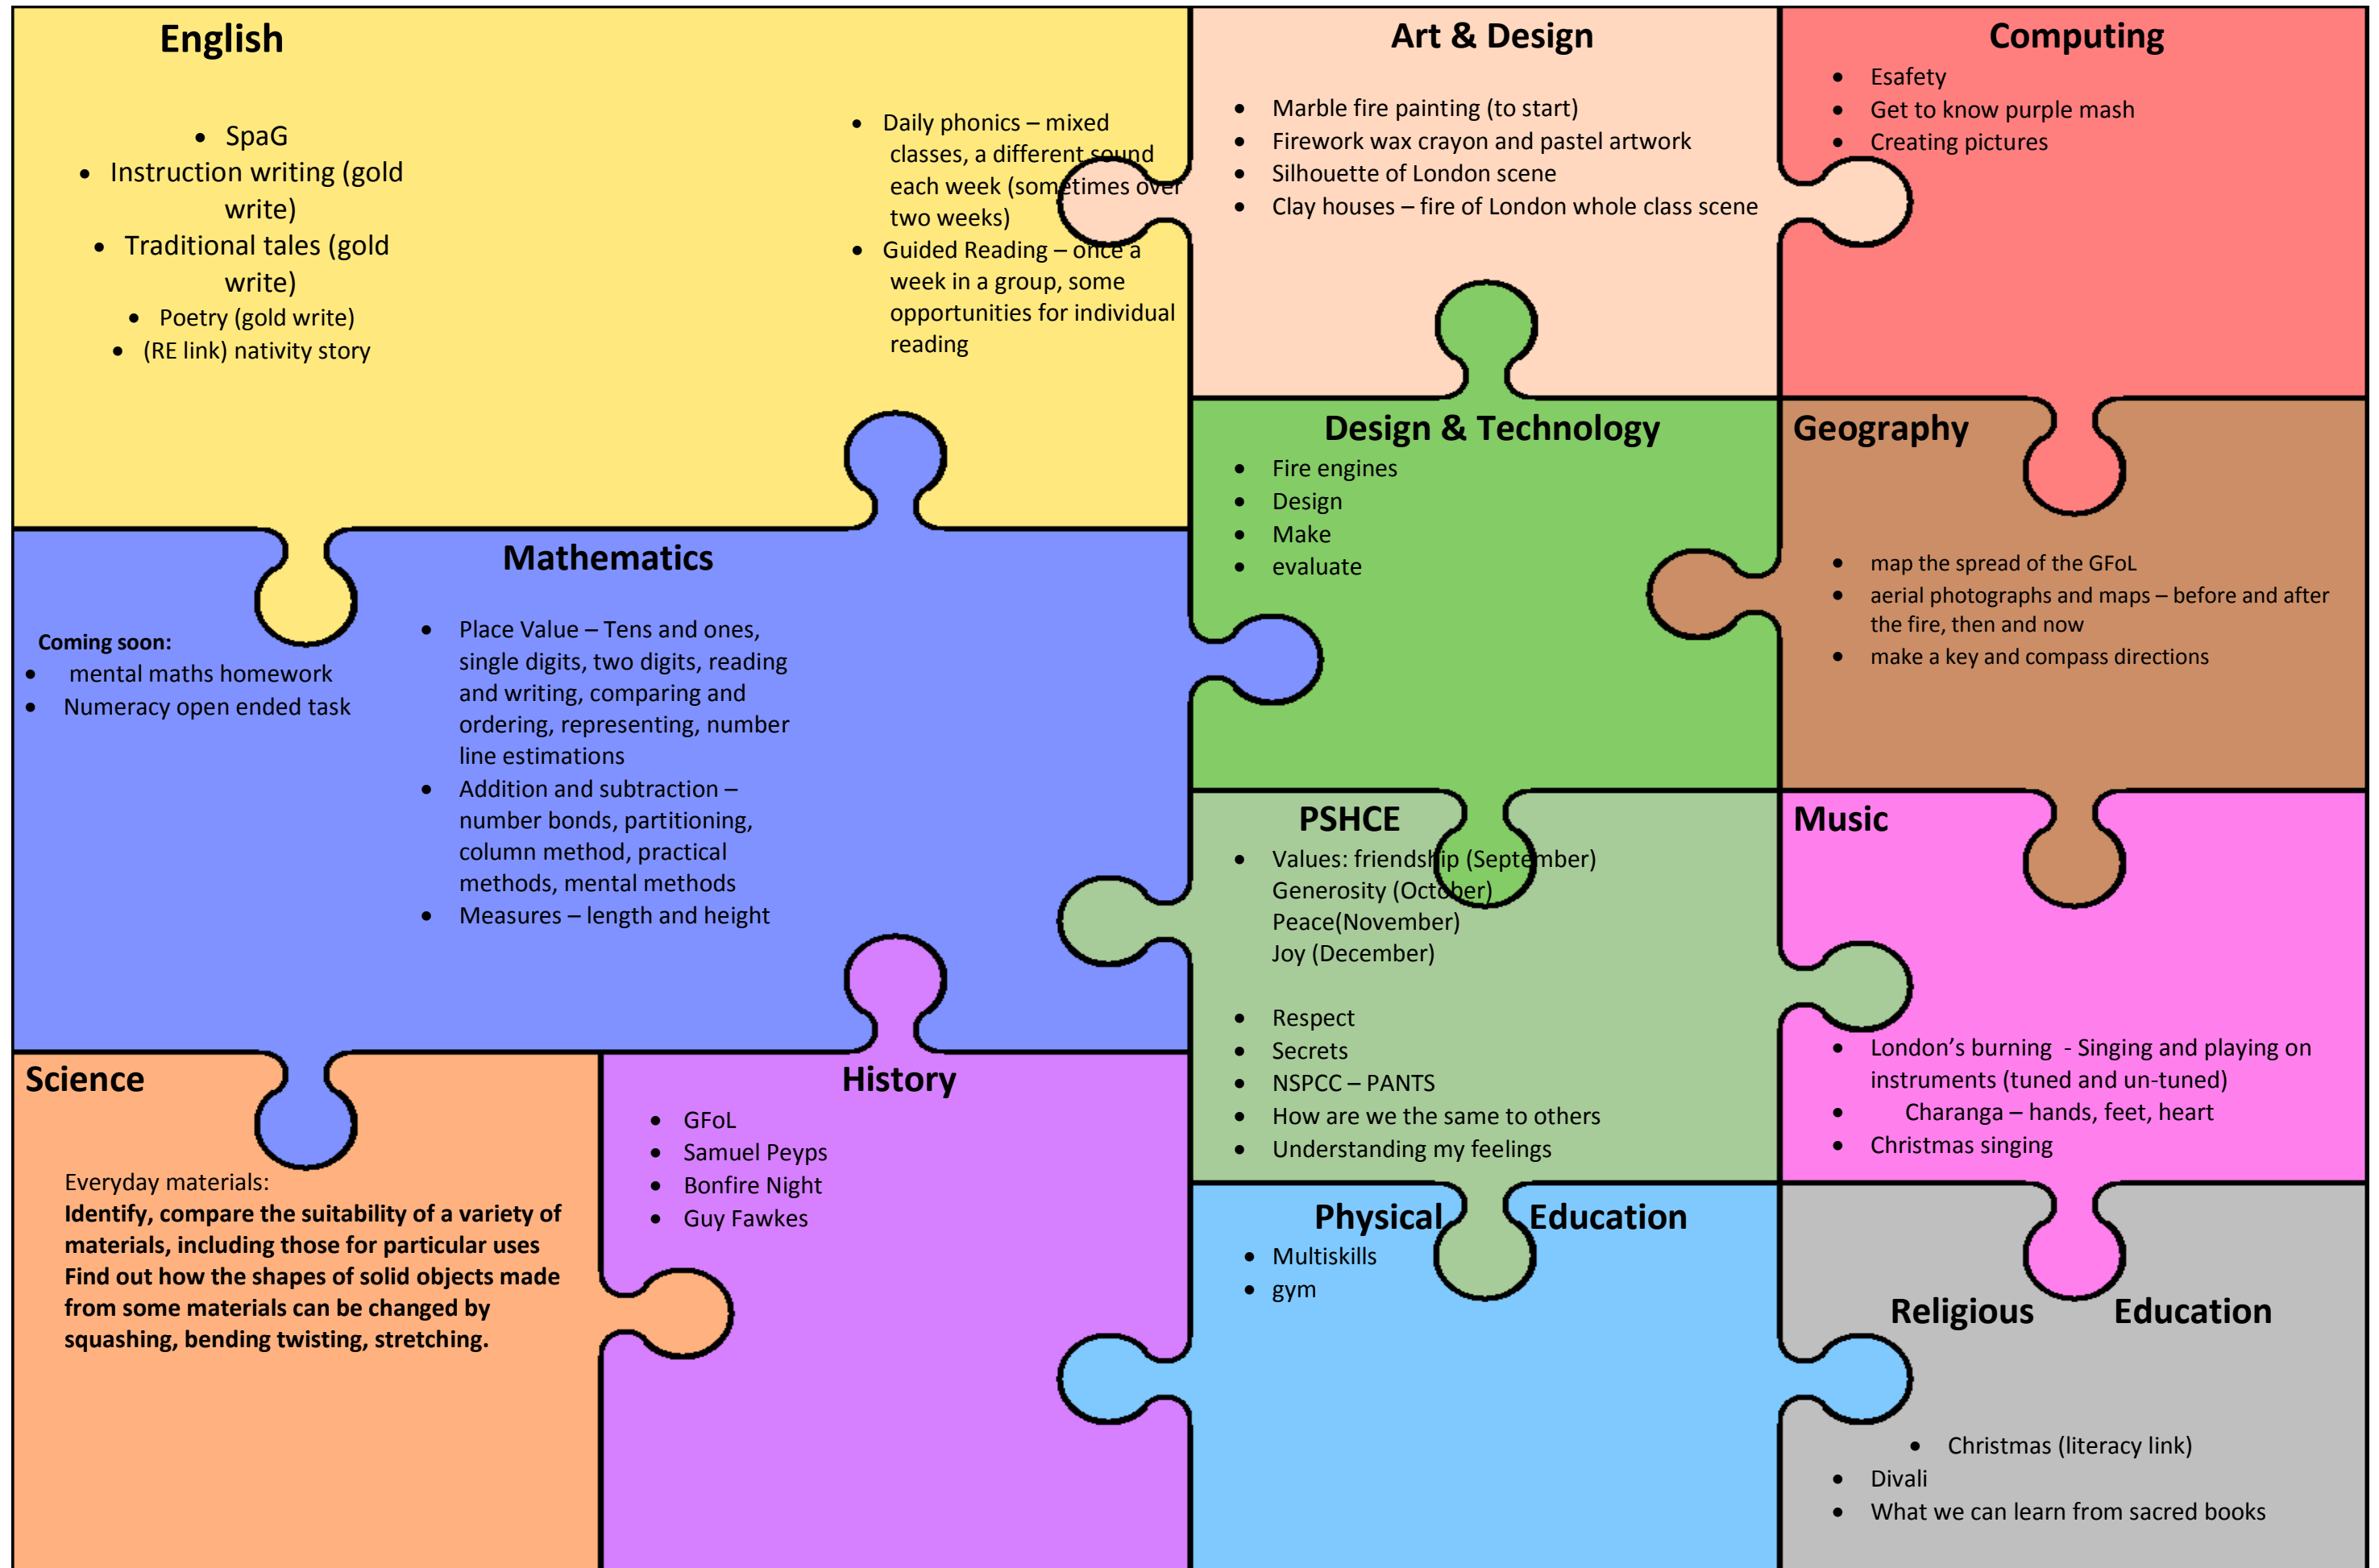 English
• SpaG
• Instruction writing (gold
write)
• Traditional tales (gold
write)
• Poetry (gold write)
• (RE link) nativity story
• Daily phonics – mixed
classes, a different sound
each week (sometimes over
two weeks)
• Guided Reading – once a
week in a group, some
opportunities for individual
reading
Art & Design
• Marble fire painting (to start)
• Firework wax crayon and pastel artwork
• Silhouette of London scene
• Clay houses – fire of London whole class scene
Computing
• Esafety
• Get to know purple mash
• Creating pictures
Mathematics
Coming soon:
• mental maths homework
• Numeracy open ended task
• Place Value – Tens and ones,
single digits, two digits, reading
and writing, comparing and
ordering, representing, number
line estimations
• Addition and subtraction –
number bonds, partitioning,
column method, practical
methods, mental methods
• Measures – length and height
Design & Technology
• Fire engines
• Design
• Make
• evaluate
Geography
• map the spread of the GFoL
• aerial photographs and maps – before and after
the fire, then and now
• make a key and compass directions
PSHCE
• Values: friendship (September)
Generosity (October)
Peace(November)
Joy (December)
• Respect
• Secrets
• NSPCC – PANTS
• How are we the same to others
• Understanding my feelings
Music
• London's burning - Singing and playing on
instruments (tuned and un-tuned)
• Charanga – hands, feet, heart
• Christmas singing
Science
Everyday materials:
Identify, compare the suitability of a variety of
materials, including those for particular uses
Find out how the shapes of solid objects made
from some materials can be changed by
squashing, bending twisting, stretching.
History
• GFoL
• Samuel Peyps
• Bonfire Night
• Guy Fawkes
Physical Education
• Multiskills
• gym
Religious Education
• Christmas (literacy link)
• Divali
• What we can learn from sacred books